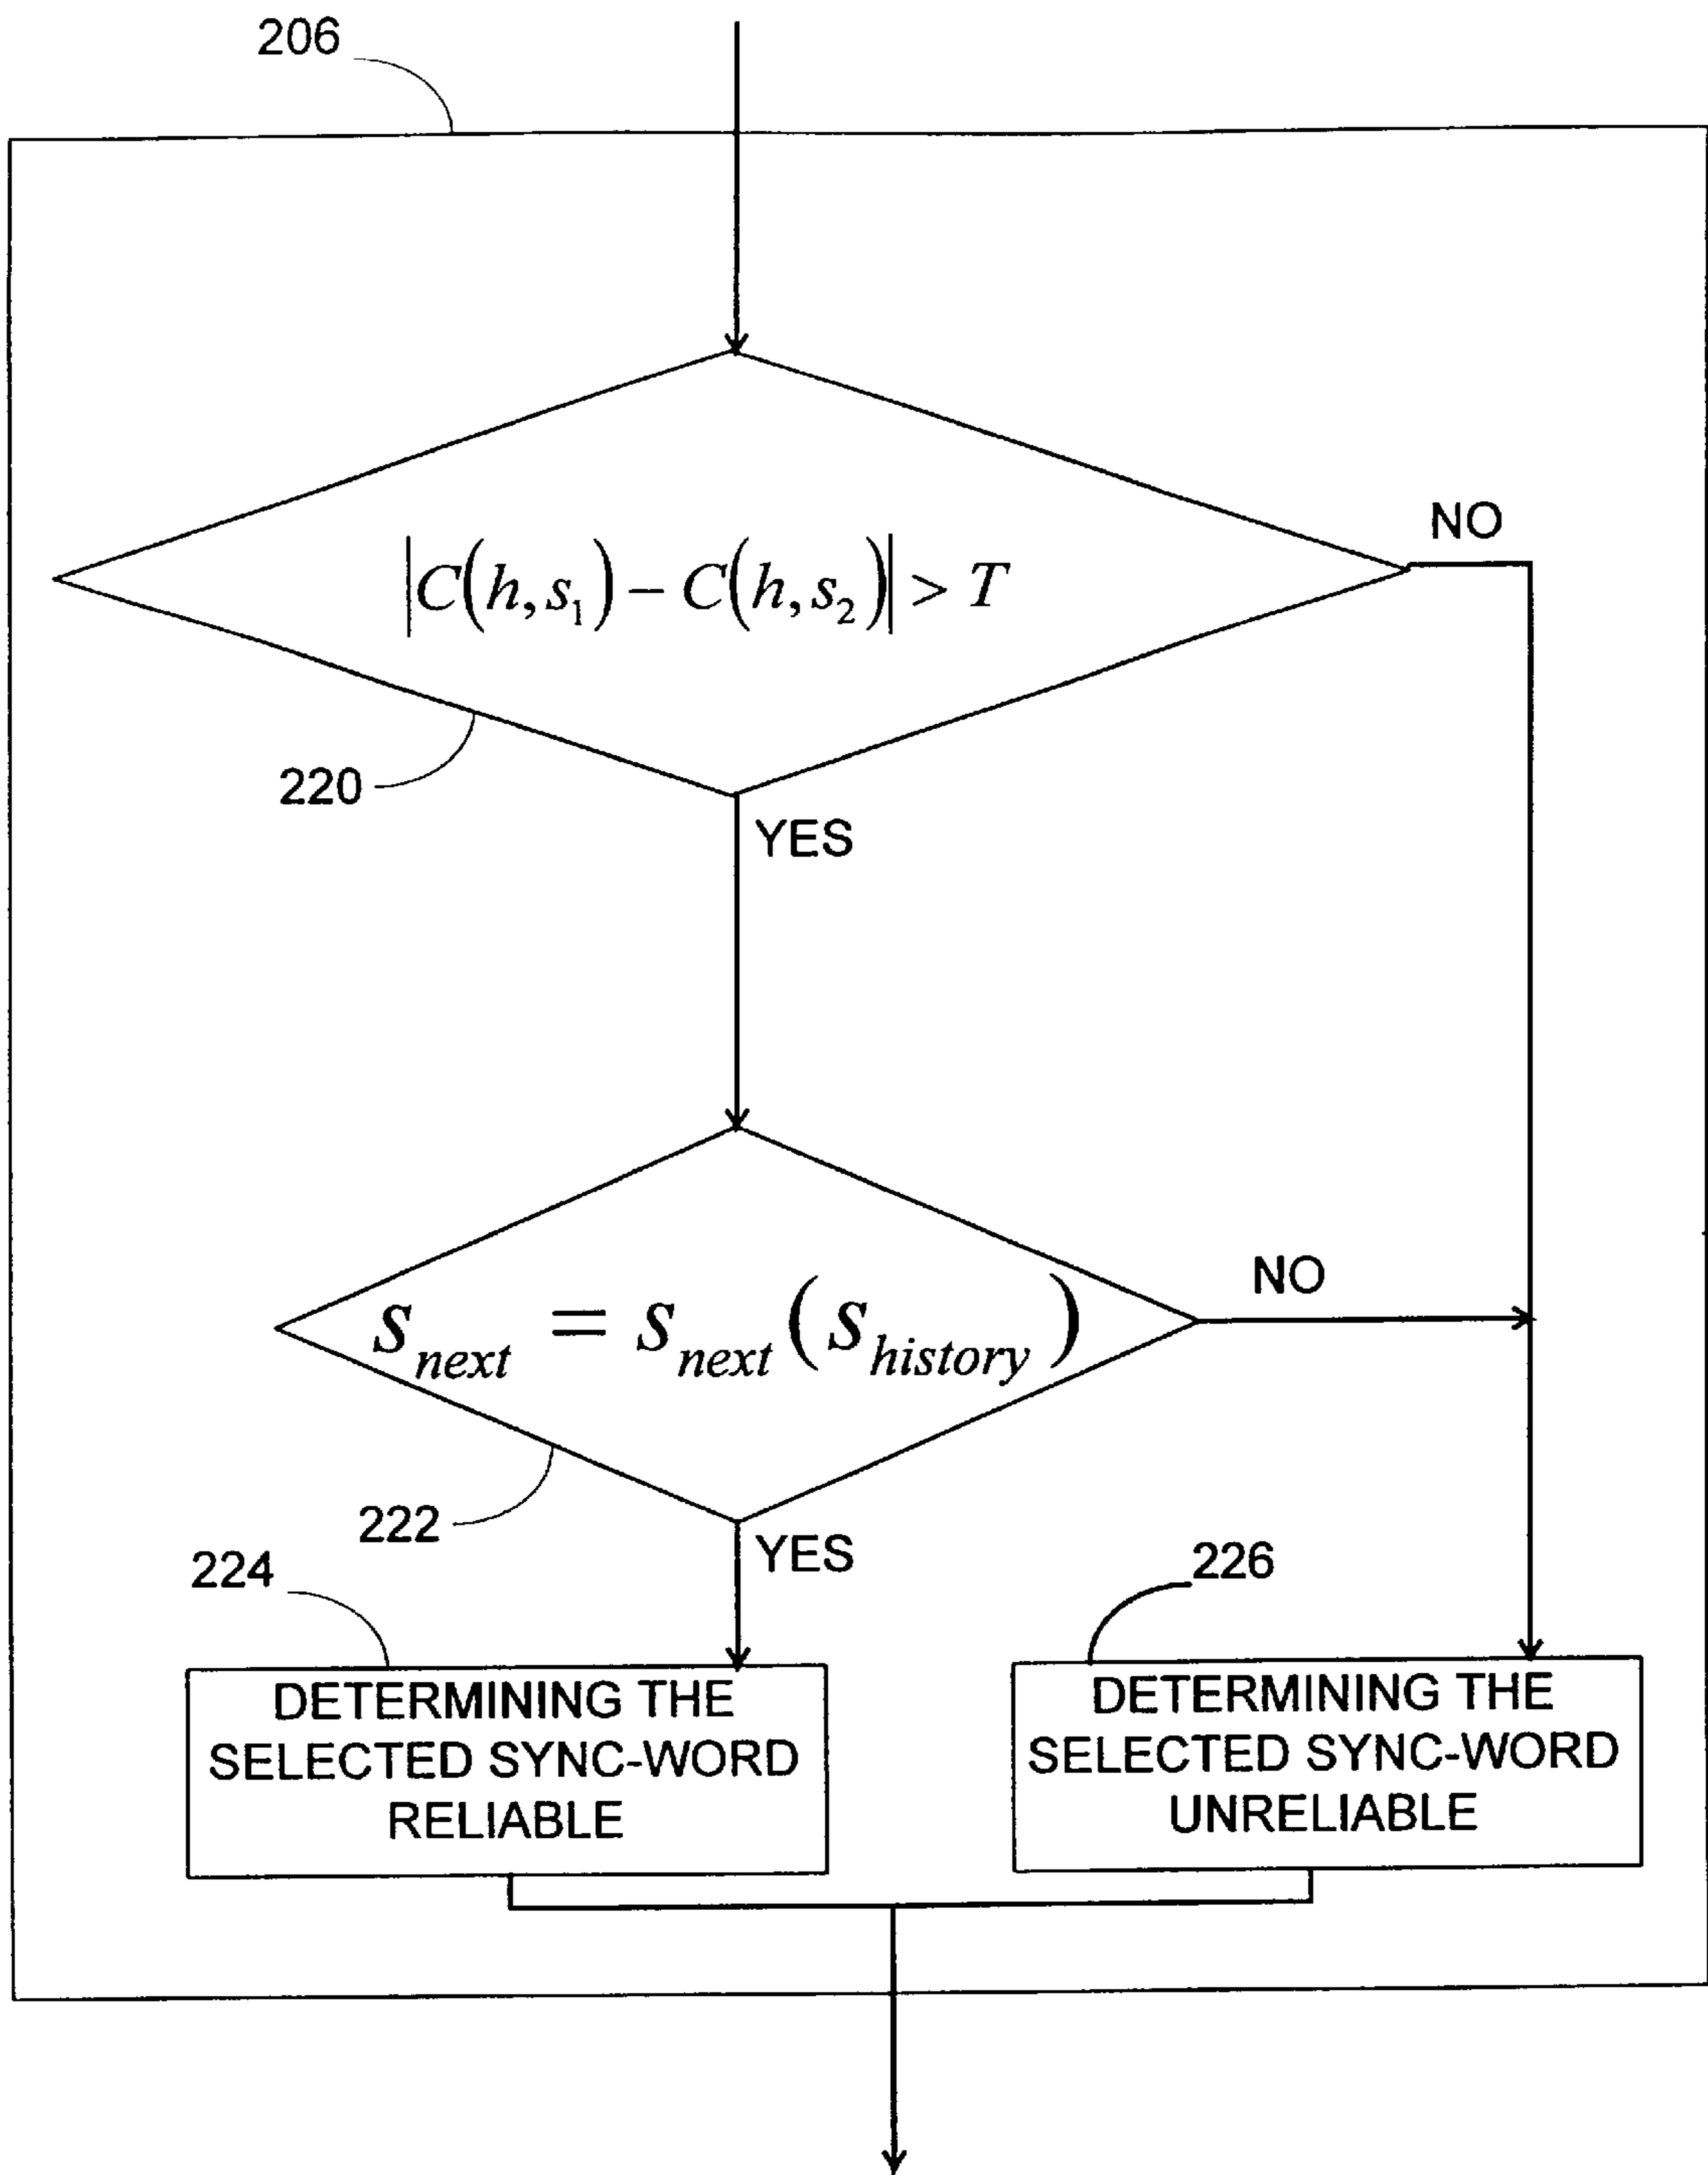 206
NO
|C(h,s₁) – C(h,s₂)| > T
220
YES
NO
s_next = s_next(s_history)
222
YES
224
226
DETERMINING THE
SELECTED SYNC-WORD
RELIABLE
DETERMINING THE
SELECTED SYNC-WORD
UNRELIABLE